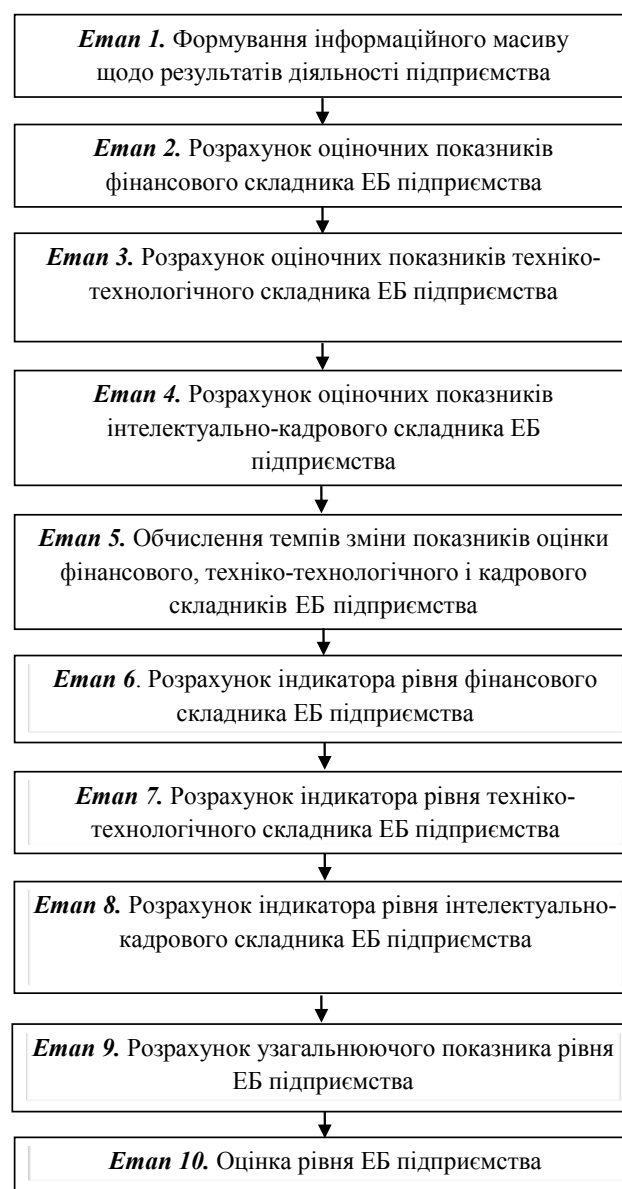 Етап 1. Формування інформаційного масиву
щодо результатів діяльності підприємства
Етап 2. Розрахунок оціночних показників
фінансового складника ЕБ підприємства
Етап 3. Розрахунок оціночних показників техніко-
технологічного складника ЕБ підприємства
Етап 4. Розрахунок оціночних показників
інтелектуально-кадрового складника ЕБ
підприємства
Етап 5. Обчислення темпів зміни показників оцінки
фінансового, техніко-технологічного і кадрового
складників ЕБ підприємства
Етап 6. Розрахунок індикатора рівня фінансового
складника ЕБ підприємства
Етап 7. Розрахунок індикатора рівня техніко-
технологічного складника ЕБ підприємства
Етап 8. Розрахунок індикатора рівня інтелектуально-
кадрового складника ЕБ підприємства
Етап 9. Розрахунок узагальнюючого показника рівня
ЕБ підприємства
Етап 10. Оцінка рівня ЕБ підприємства